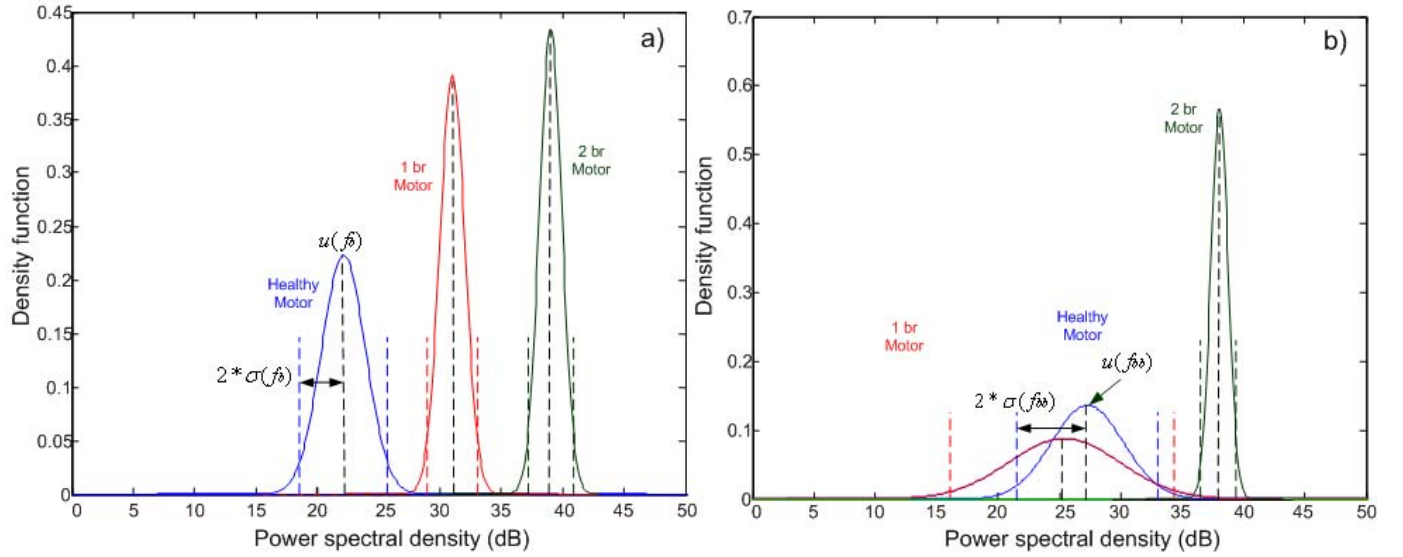 a)
0.45
0.4
0.35
0.3
0.25
0.2
0.15
0.1
0.05
0
Density function
1 br
Motor
2 br
Motor
u(fb)
Healthy
Motor
2 * σ(fb)
0 5 10 15 20 25 30 35 40 45 50
Power spectral density (dB)
b)
0.7
0.6
0.5
0.4
0.3
0.2
0.1
0
Density function
2 br
Motor
1 br
Motor
Healthy
Motor
u(fbb)
2 * σ(fbb)
0 5 10 15 20 25 30 35 40 45 50
Power spectral density (dB)